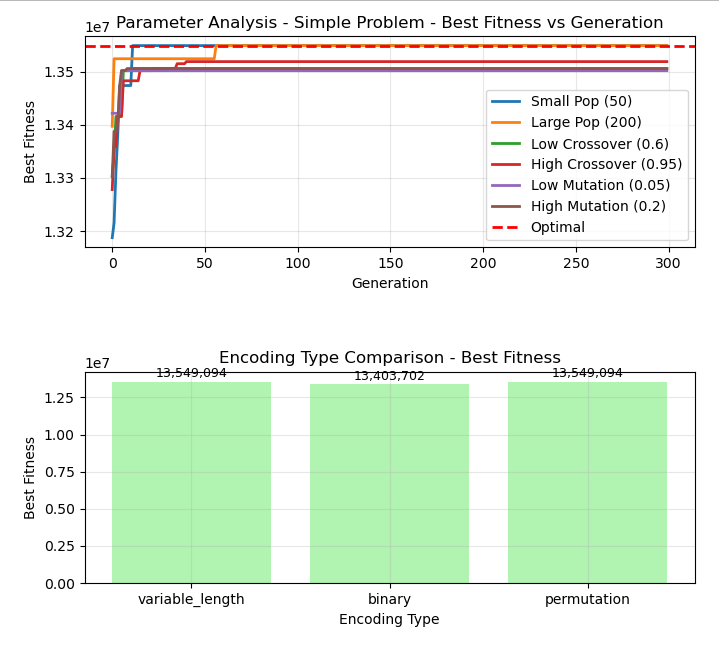 Parameter Analysis - Simple Problem - Best Fitness vs Generation
1e7
1.35
1.34
1.33
1.32
Best Fitness
Small Pop (50)
Large Pop (200)
Low Crossover (0.6)
High Crossover (0.95)
Low Mutation (0.05)
High Mutation (0.2)
Optimal
0 50 100 150 200 250 300
Generation
Encoding Type Comparison - Best Fitness
1e7
13,549,094 13,403,702 13,549,094
1.25
1.00
0.75
0.50
0.25
0.00
Best Fitness
variable_length binary permutation
Encoding Type